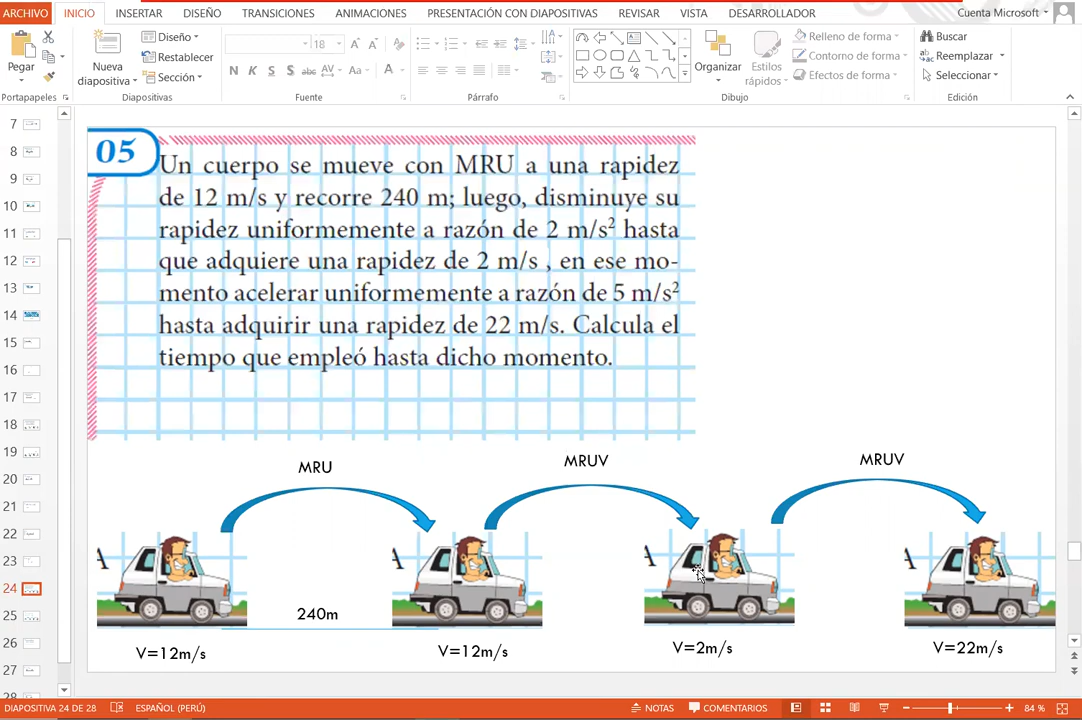 ARCHIVO INICIO INSERTAR DISEÑO TRANSICIONES ANIMACIONES PRESENTACIÓN CON DIAPOSITIVAS REVISAR VISTA DESARROLLADOR Cuenta Microsoft
Pegar
Nueva
diapositiva
Diseño
Restablecer
Sección
18
N K S S abc AV Aa A
Organizar
Estilos
rápidos
Relleno de forma
Contorno de forma
Efectos de forma
Buscar
Reemplazar
Seleccionar
Portapapeles Diapositivas Fuente Párrafo Dibujo Edición
7
8
9
10
11
12
13
14
15
16
17
18
19
20
21
22
23
24
25
26
27
28
05
Un cuerpo se mueve con MRU a una rapidez
de 12 m/s y recorre 240 m; luego, disminuye su
rapidez uniformemente a razón de 2 m/s² hasta
que adquiere una rapidez de 2 m/s , en ese mo-
mento acelerar uniformemente a razón de 5 m/s²
hasta adquirir una rapidez de 22 m/s. Calcula el
tiempo que empleó hasta dicho momento.
MRU MRUV MRUV
A A A A
240m
V=12m/s V=12m/s V=2m/s V=22m/s
DIAPOSITIVA 24 DE 28 ESPAÑOL (PERÚ) NOTAS COMENTARIOS 84 %